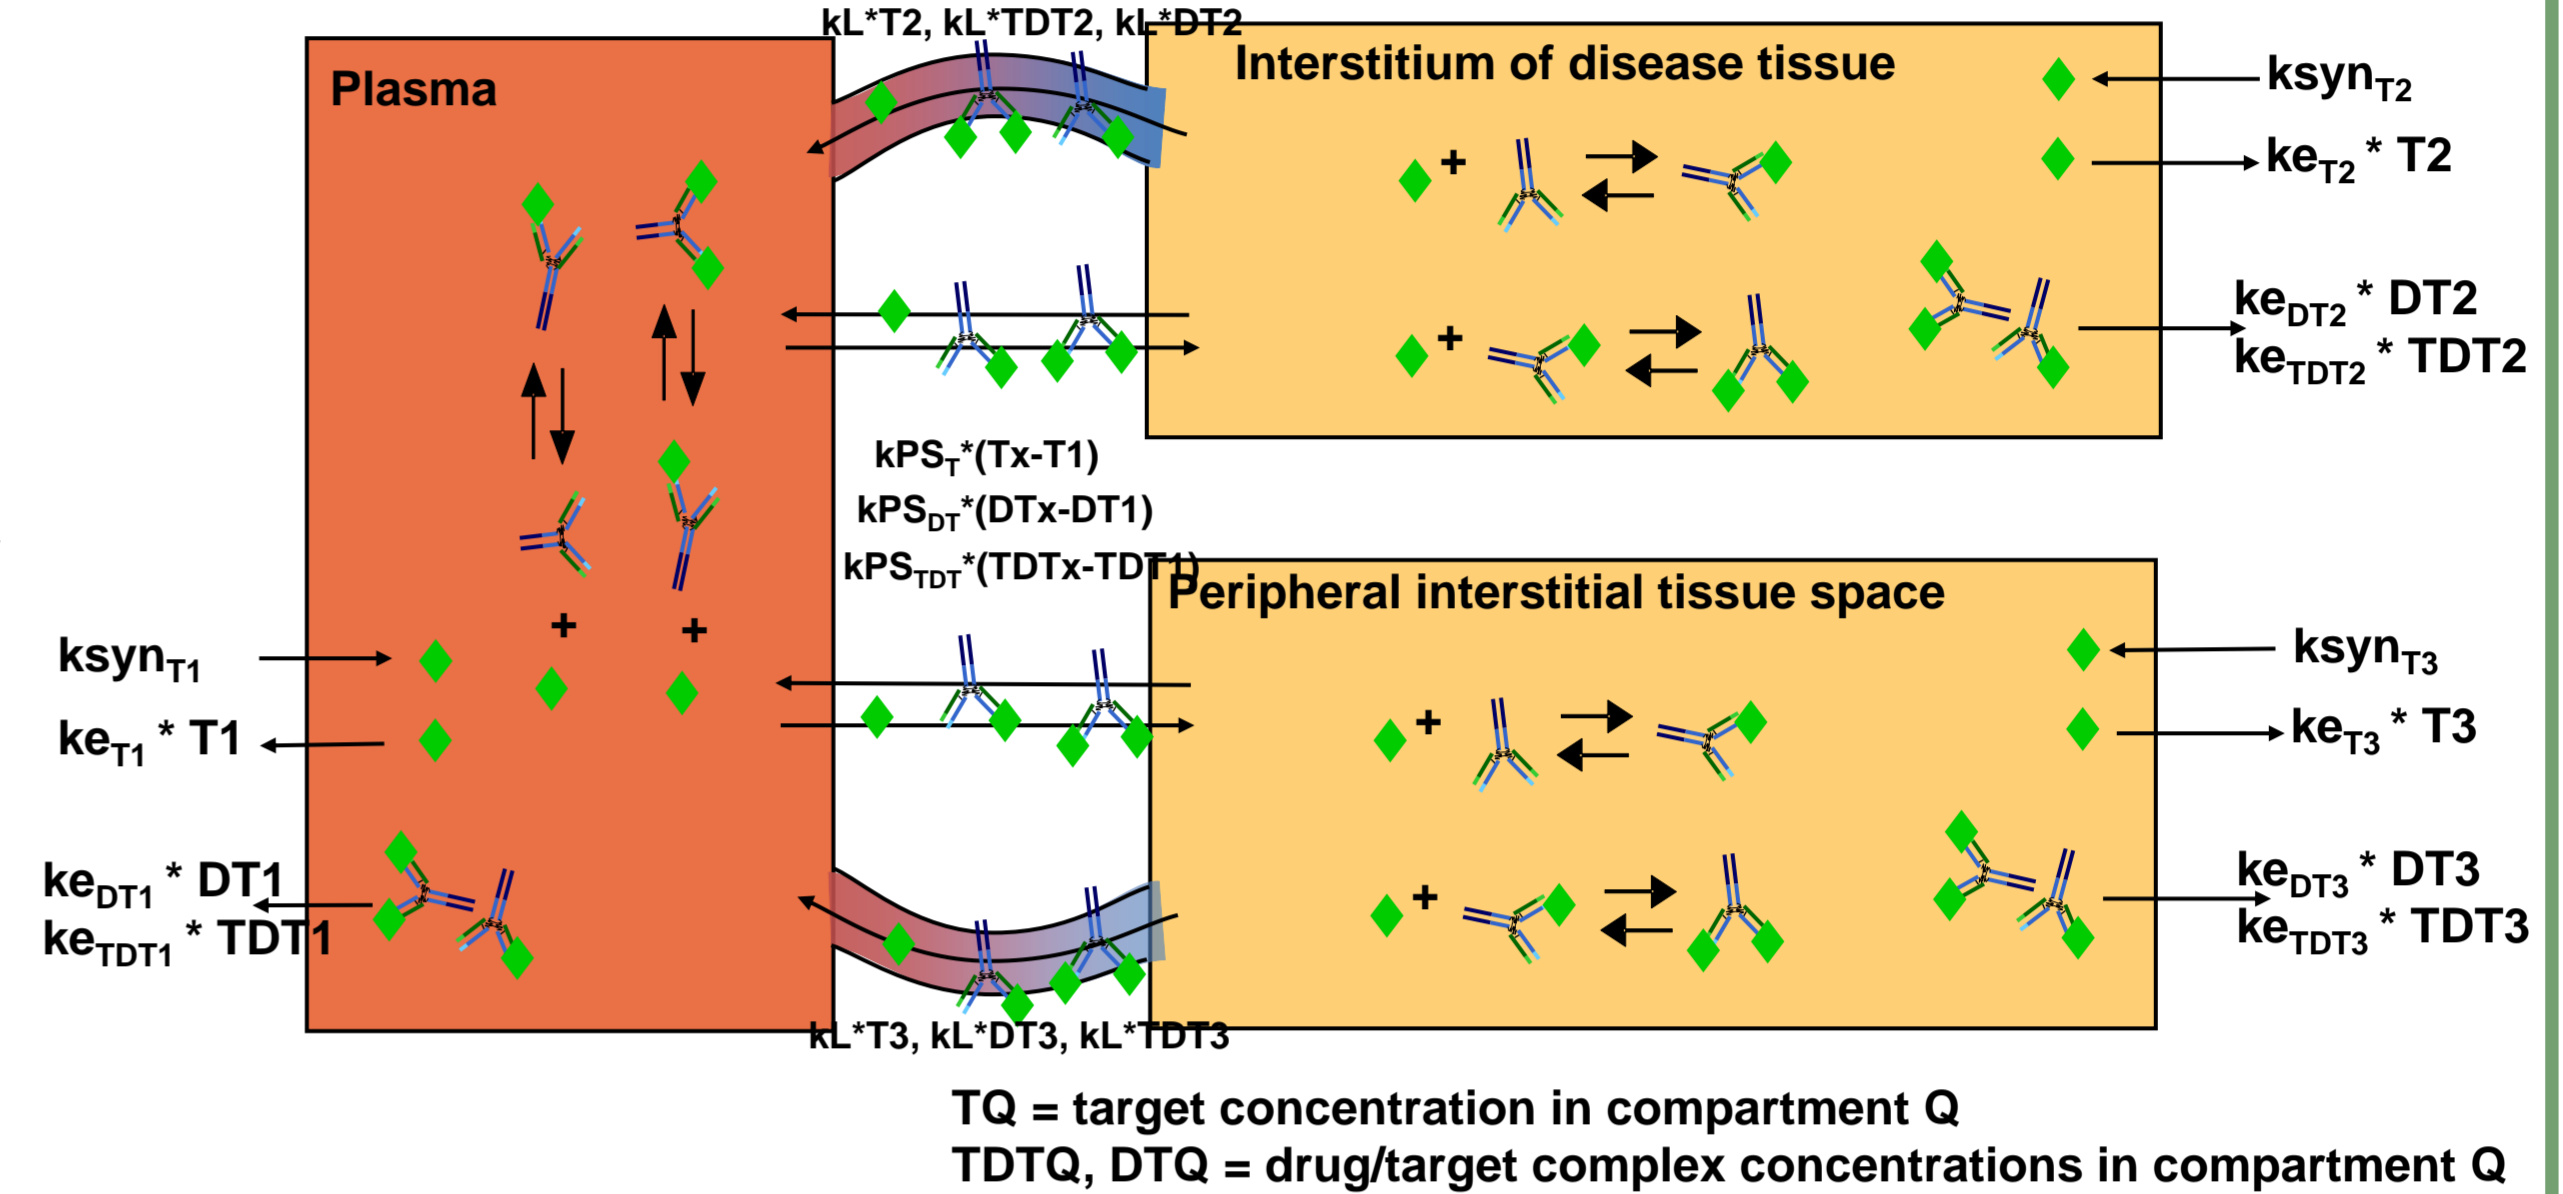 kL*T2, kL*TDT2, kL*DT2
Plasma
Interstitium of disease tissue
ksynT2
keT2 * T2
+
+
keDT2 * DT2
keTDT2 * TDT2
kPST*(Tx-T1)
kPSDT*(DTx-DT1)
kPSTDT*(TDTx-TDT1)
Peripheral interstitial tissue space
+
+
ksynT1
keT1 * T1
keDT1 * DT1
keTDT1 * TDT1
ksynT3
keT3 * T3
+
+
keDT3 * DT3
keTDT3 * TDT3
kL*T3, kL*DT3, kL*TDT3
TQ = target concentration in compartment Q
TDTQ, DTQ = drug/target complex concentrations in compartment Q